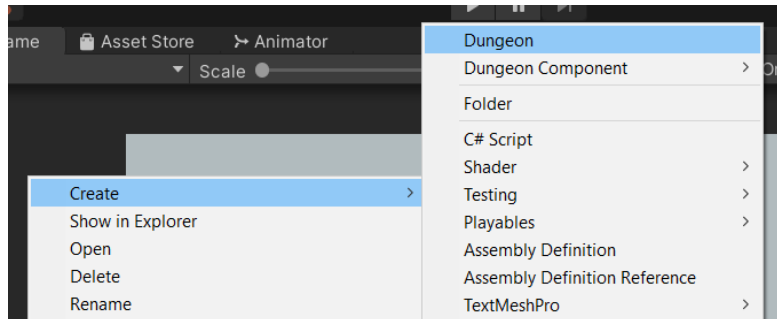 ame
Asset Store
Animator
Scale
Create
Show in Explorer
Open
Delete
Rename
Dungeon
Dungeon Component
Folder
C# Script
Shader
Testing
Playables
Assembly Definition
Assembly Definition Reference
TextMeshPro